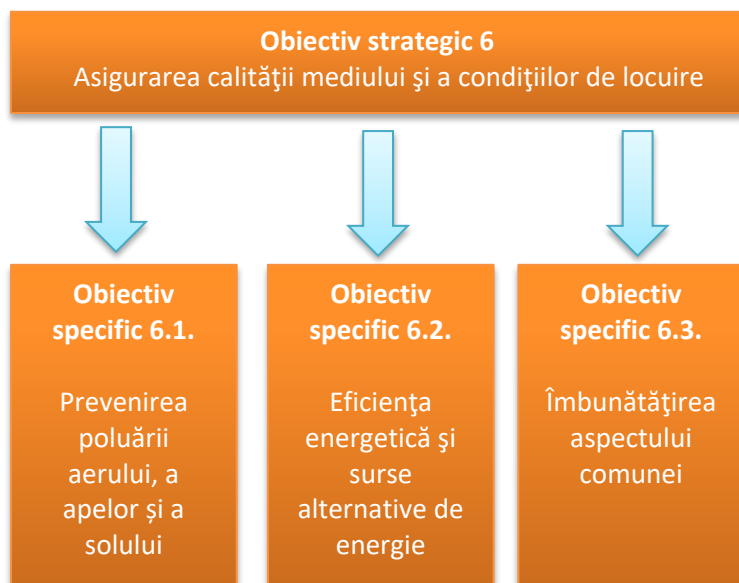 Obiectiv strategic 6
Asigurarea calităţii mediului şi a condiţiilor de locuire
Obiectiv
specific 6.1.
Prevenirea
poluării
aerului, a
apelor și a
solului
Obiectiv
specific 6.2.
Eficienţa
energetică şi
surse
alternative de
energie
Obiectiv
specific 6.3.
Îmbunătăţirea
aspectului
comunei